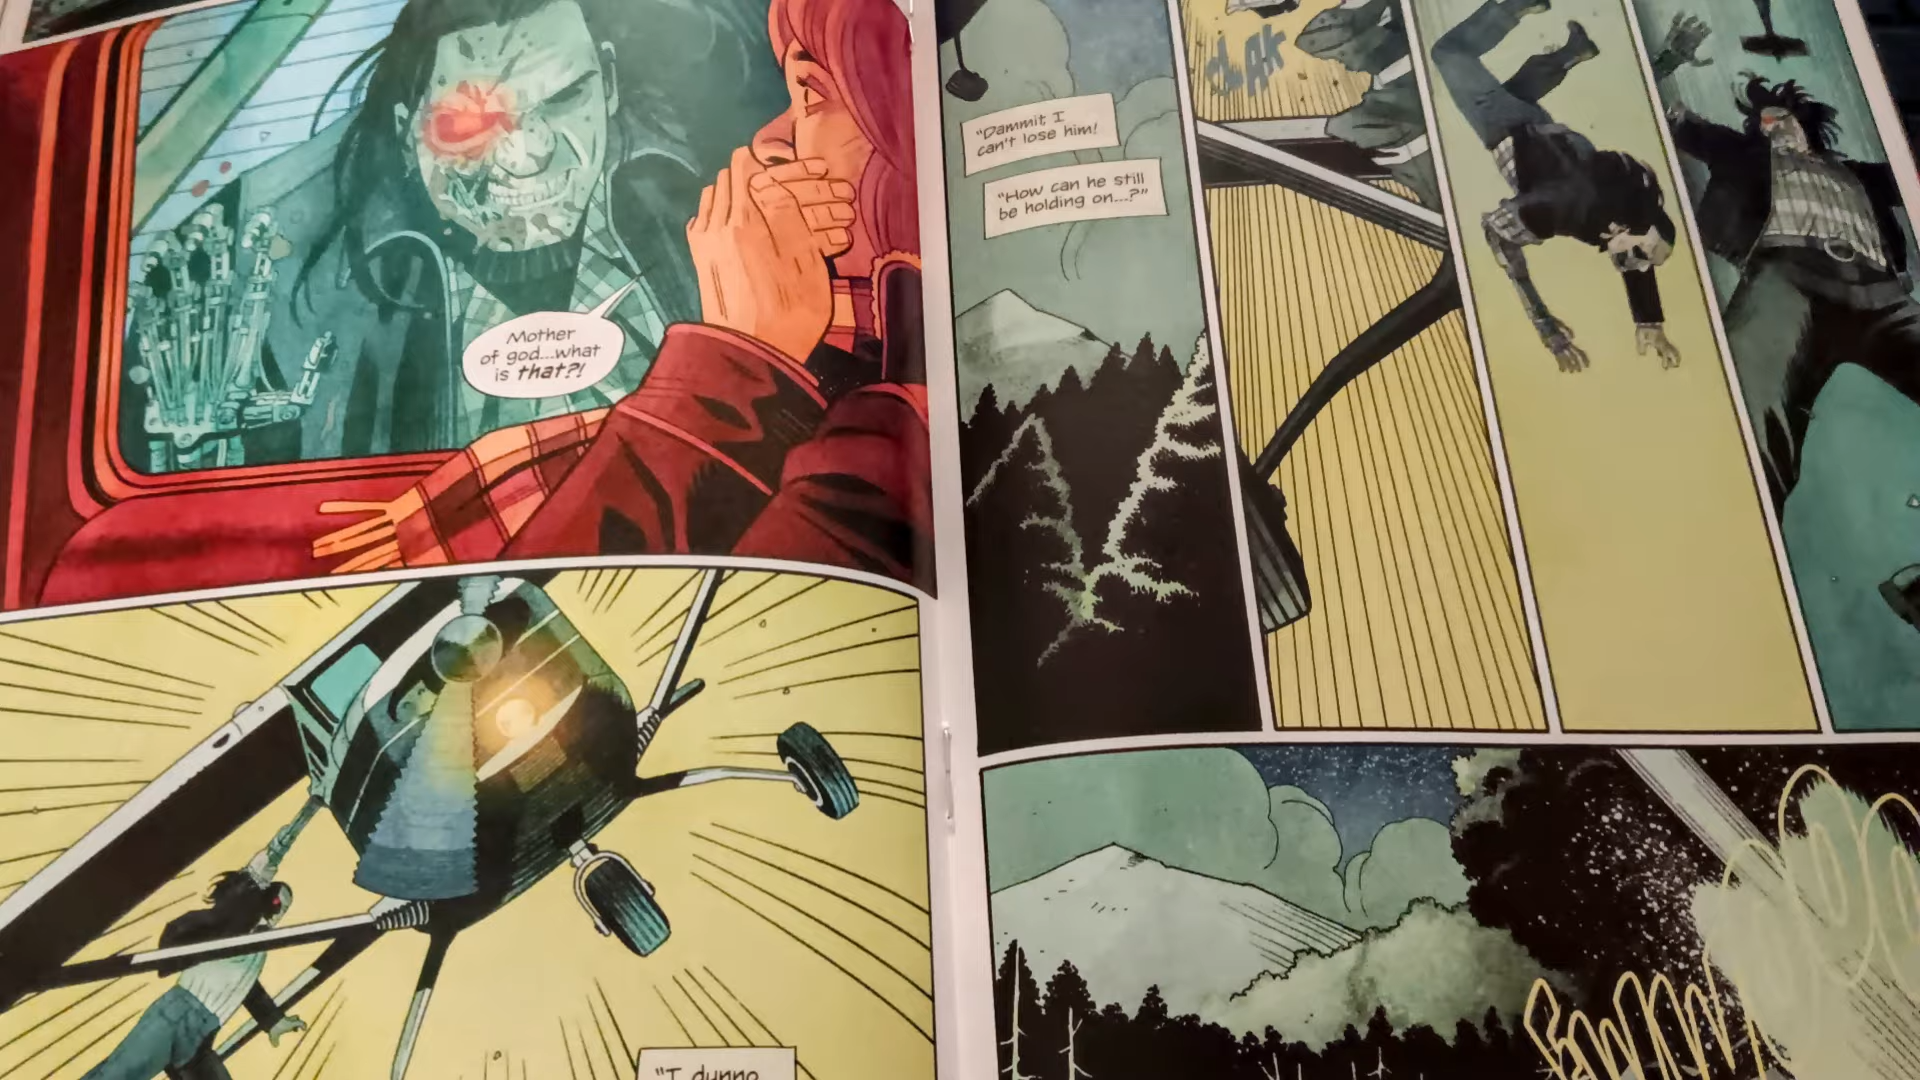 Mother
of god...what
is that?!
"I dunno
"Dammit I
can't lose him!
"How can he still
be holding on...?"